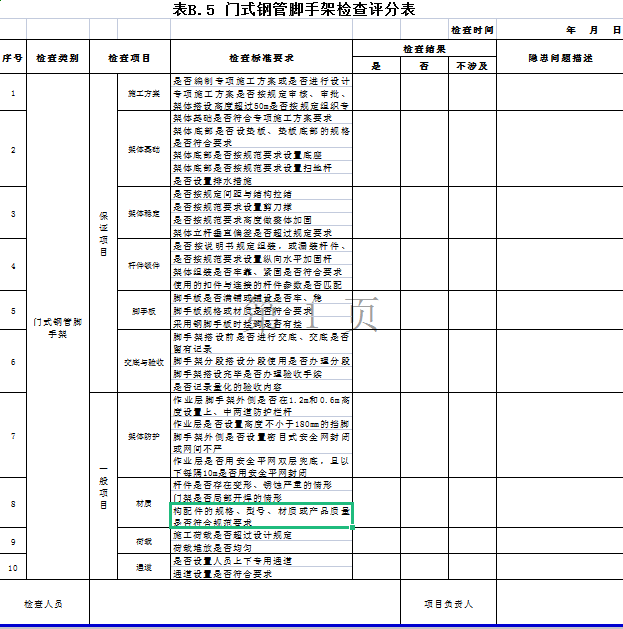 表B.5 门式钢管脚手架检查评分表
检查时间 年 月 日
序号 检查类别 检查项目 检查标准要求 检查结果 隐患问题描述
是 否 不涉及
门式钢管脚手架
保证项目
1 施工方案
是否编制专项施工方案或是否进行设计
专项施工方案是否按规定审核、审批、
架体搭设高度超过50m是否按规定组织专
2 架体基础
架体基础是否符合专项施工方案要求
架体底部是否设垫板、垫板底部的规格
是否符合要求
架体底部是否按规范要求设置底座
架体底部是否按规范要求设置扫地杆
是否设置排水措施
3 架体稳定
是否按规定间距与结构拉结
是否按规范要求设置剪刀撑
是否按规范要求高度做整体加固
架体立杆垂直偏差是否超过规定要求
4 杆件锁件
是否按说明书规定组装，或漏装杆件、
是否按规范要求设置纵向水平加固杆
架体组装是否牢靠、紧固是否符合要求
使用的扣件与连接的杆件参数是否匹配
5 脚手板
脚手板是否满铺或铺设是否牢、稳
脚手板规格或材质是否符合要求
采用钢脚手板时挂钩是否有挂
第 1 页
6 交底与验收
脚手架搭设前是否进行交底、交底是否
留有记录
脚手架分段搭设分段使用是否办理分段
脚手架搭设完毕是否办理验收手续
是否记录量化的验收内容
一般项目
7 架体防护
作业层脚手架外侧是否在1.2m和0.6m高
度设置上、中两道防护栏杆
作业层是否设置高度不小于180mm的挡脚
脚手架外侧是否设置密目式安全网封闭
或网间不严
作业层是否用安全平网双层兜底，且以
下每隔10m是否用安全平网封闭
8 材质
杆件是否存在变形、锈蚀严重的情形
门架是否局部开焊的情形
构配件的规格、型号、材质或产品质量
是否符合规范要求
9 荷载
施工荷载是否超过设计规定
荷载堆放是否均匀
10 通道
是否设置人员上下专用通道
通道设置是否符合要求
检查人员 项目负责人